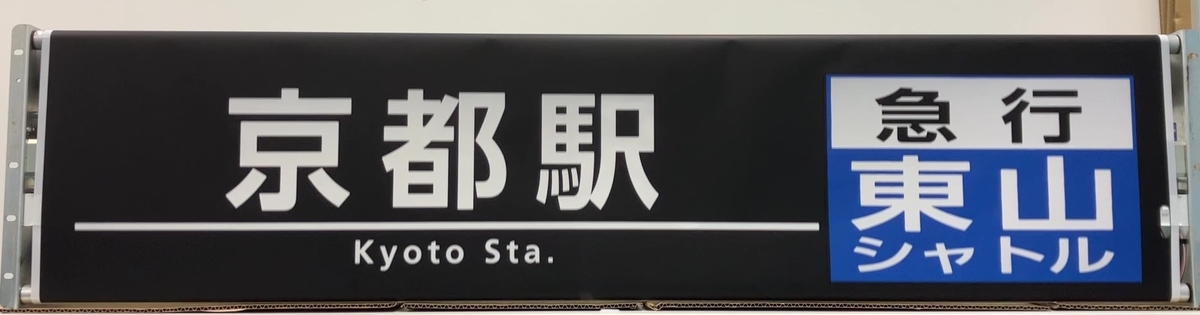 京都駅
Kyoto Sta.
急行
東山
シャトル